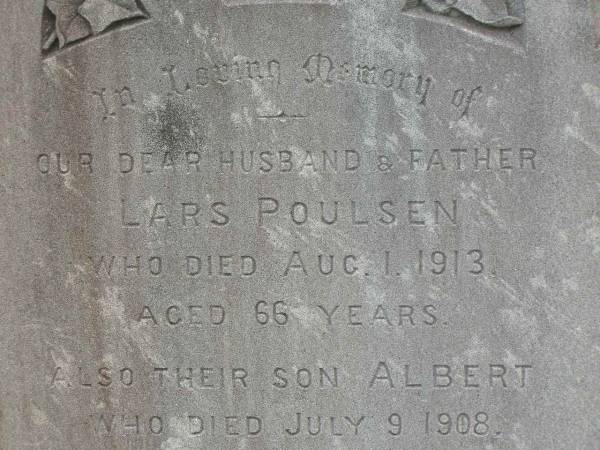 In Loving Memory of
OUR DEAR HUSBAND & FATHER
LARS POULSEN
WHO DIED AUG. 1. 1913.
AGED 66 YEARS.
ALSO THEIR SON ALBERT
WHO DIED JULY 9 1908.